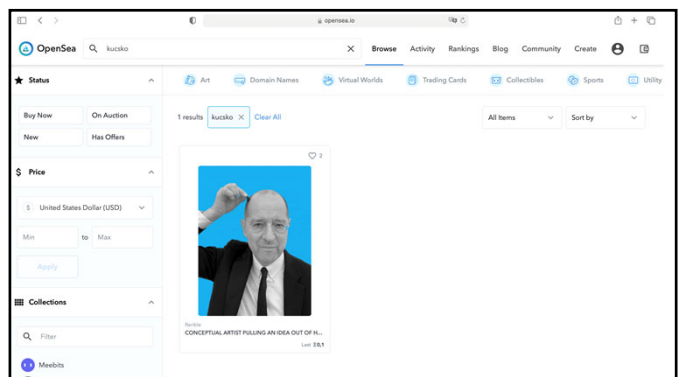 opensea.io
OpenSea
kucsko
Browse
Activity
Rankings
Blog
Community
Create
Status
Art
Domain Names
Virtual Worlds
Trading Cards
Collectibles
Sports
Utility
Buy Now
On Auction
New
Has Offers
1 results
kucsko
Clear All
All Items
Sort by
$ Price
$ United States Dollar (USD)
Min
to
Max
Apply
Collections
Filter
Meebits
2
Rarible
CONCEPTUAL ARTIST PULLING AN IDEA OUT OF H...
Last 0,1